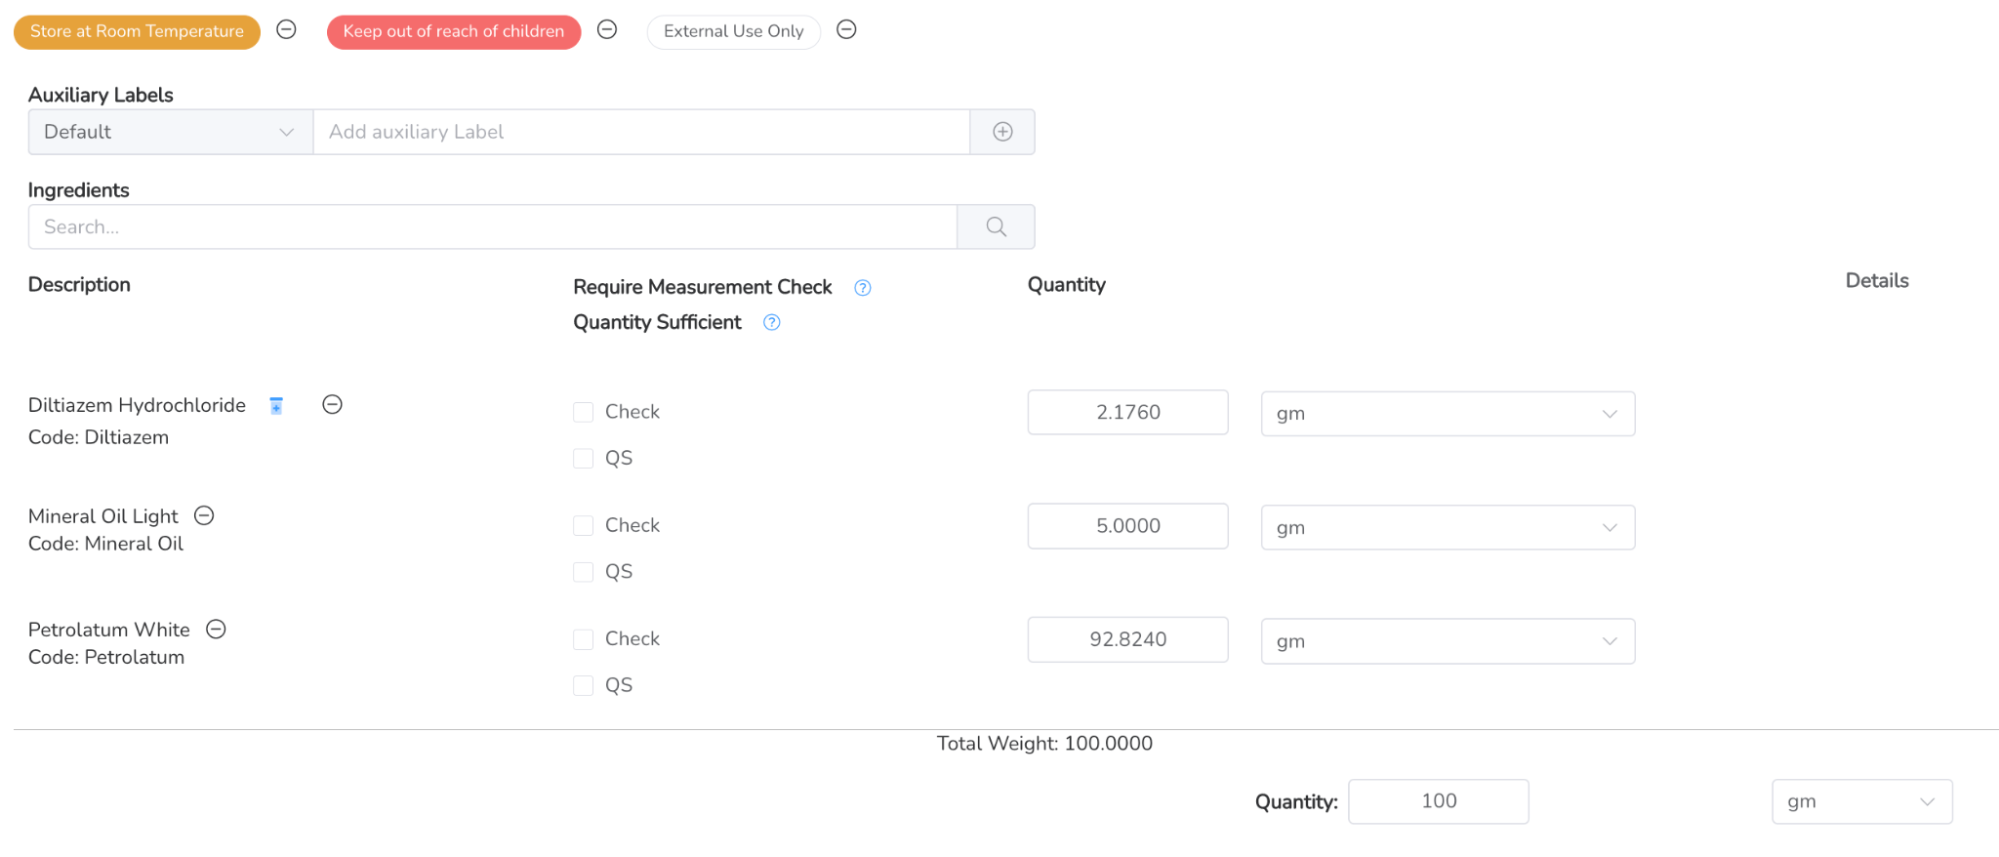 Store at Room Temperature Keep out of reach of children External Use Only
Auxiliary Labels
Default Add auxiliary Label
Ingredients
Search...
Description Require Measurement Check ? Quantity Details
Quantity Sufficient ?
Diltiazem Hydrochloride Check 2.1760 gm
Code: Diltiazem
QS
Mineral Oil Light Check 5.0000 gm
Code: Mineral Oil
QS
Petrolatum White Check 92.8240 gm
Code: Petrolatum
QS
Total Weight: 100.0000
Quantity: 100 gm